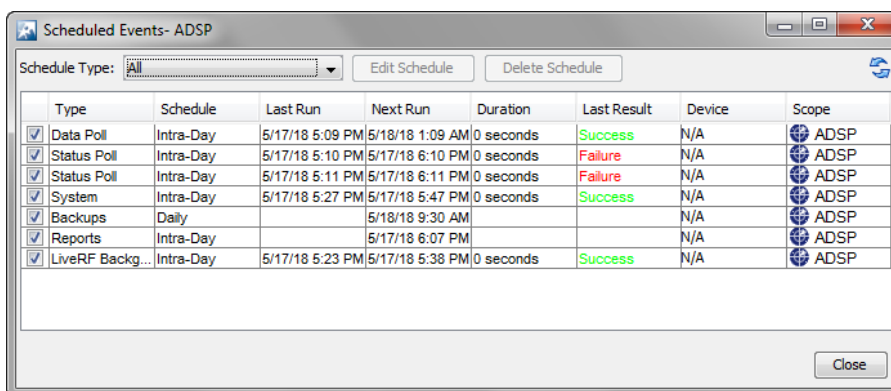 Scheduled Events- ADSP
Schedule Type: All Edit Schedule Delete Schedule
Type Schedule Last Run Next Run Duration Last Result Device Scope
Data Poll Intra-Day 5/17/18 5:09 PM 5/18/18 1:09 AM 0 seconds Success N/A ADSP
Status Poll Intra-Day 5/17/18 5:10 PM 5/17/18 6:10 PM 0 seconds Failure N/A ADSP
Status Poll Intra-Day 5/17/18 5:11 PM 5/17/18 6:11 PM 0 seconds Failure N/A ADSP
System Intra-Day 5/17/18 5:27 PM 5/17/18 5:47 PM 0 seconds Success N/A ADSP
Backups Daily 5/18/18 9:30 AM N/A ADSP
Reports Intra-Day 5/17/18 6:07 PM N/A ADSP
LiveRF Backg... Intra-Day 5/17/18 5:23 PM 5/17/18 5:38 PM 0 seconds Success N/A ADSP
Close